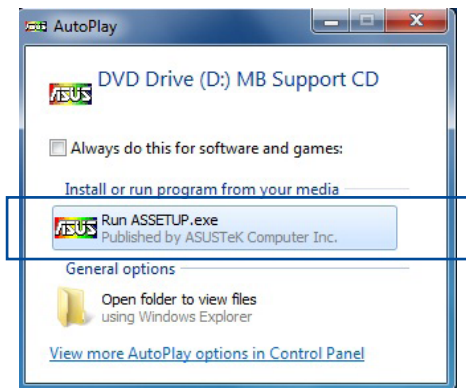 AutoPlay
DVD Drive (D:) MB Support CD
Always do this for software and games:
Install or run program from your media
Run ASSETUP.exe
Published by ASUSTeK Computer Inc.
General options
Open folder to view files
using Windows Explorer
View more AutoPlay options in Control Panel